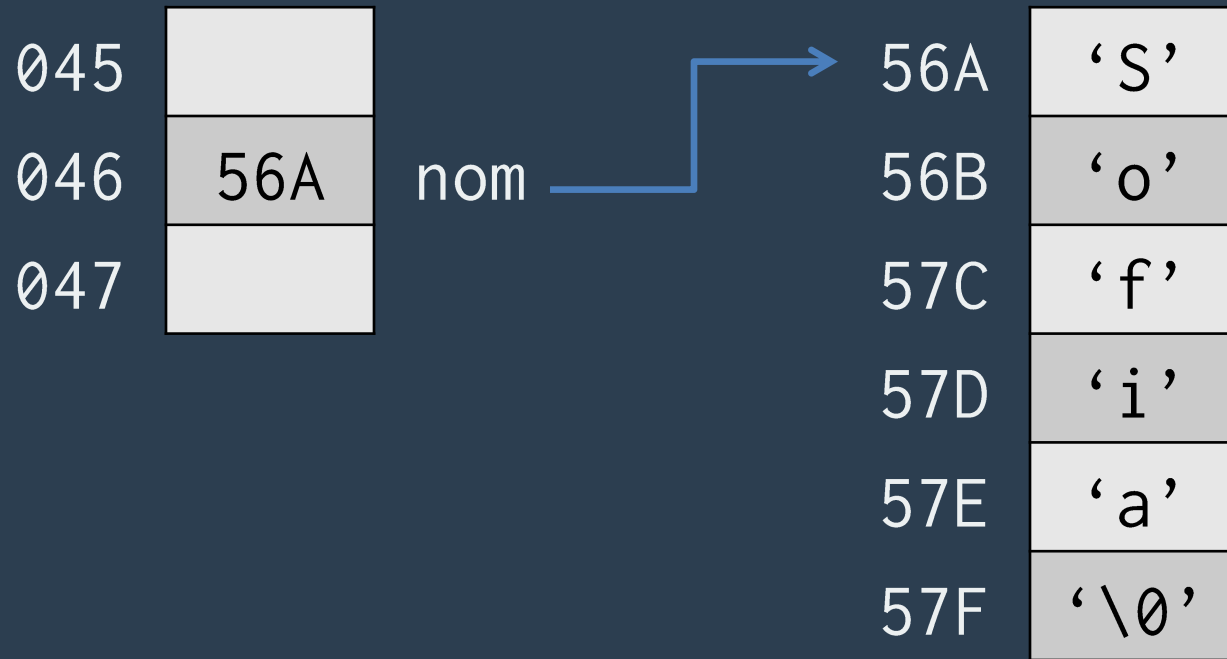 045 56A ‘S’
046 56A nom 56B ‘o’
047 57C ‘f’
57D ‘i’
57E ‘a’
57F ‘\0’